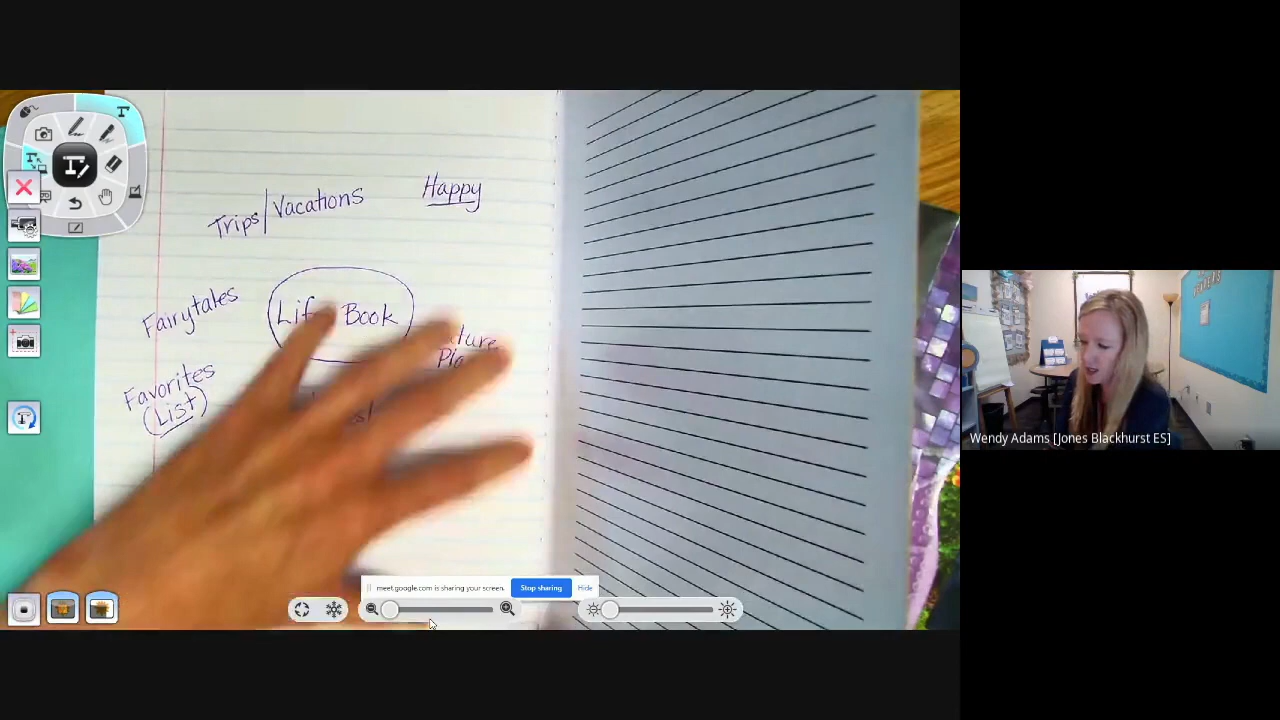 Trips/Vacations
Happy
Fairytales
Book
Favorites
(List)
meet.google.com is sharing your screen.
Stop sharing
Hide
Wendy Adams [Jones Blackhurst ES]